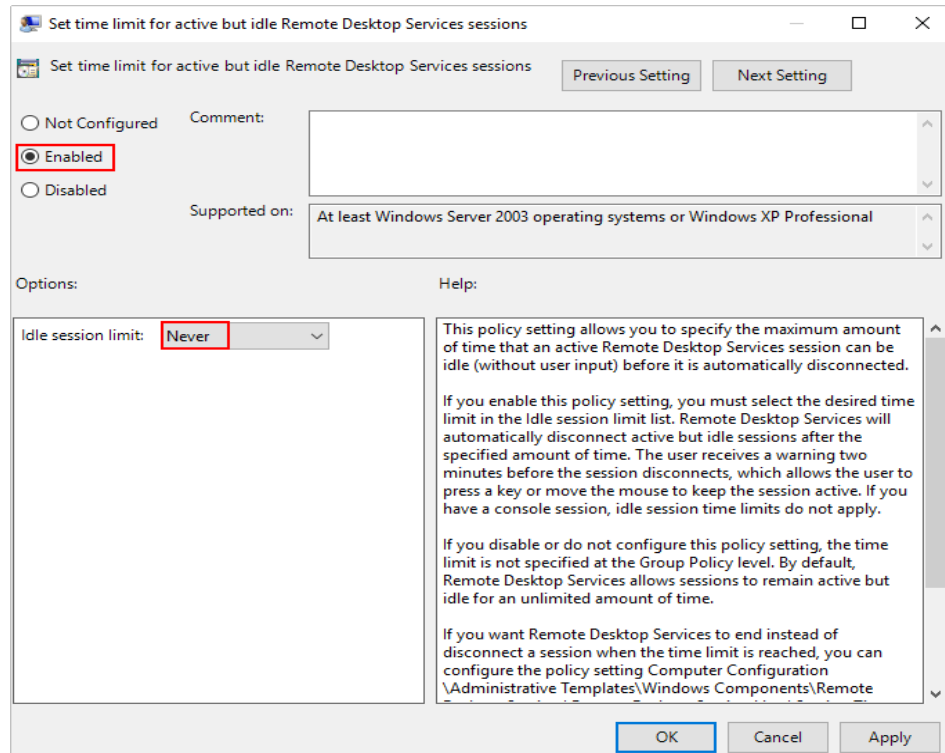 Set time limit for active but idle Remote Desktop Services sessions
Set time limit for active but idle Remote Desktop Services sessions
Previous Setting
Next Setting
Not Configured
Comment:
Enabled
Disabled
Supported on:
At least Windows Server 2003 operating systems or Windows XP Professional
Options:
Help:
Idle session limit:
Never
This policy setting allows you to specify the maximum amount
of time that an active Remote Desktop Services session can be
idle (without user input) before it is automatically disconnected.
If you enable this policy setting, you must select the desired time
limit in the Idle session limit list. Remote Desktop Services will
automatically disconnect active but idle sessions after the
specified amount of time. The user receives a warning two
minutes before the session disconnects, which allows the user to
press a key or move the mouse to keep the session active. If you
have a console session, idle session time limits do not apply.
If you disable or do not configure this policy setting, the time
limit is not specified at the Group Policy level. By default,
Remote Desktop Services allows sessions to remain active but
idle for an unlimited amount of time.
If you want Remote Desktop Services to end instead of
disconnect a session when the time limit is reached, you can
configure the policy setting Computer Configuration
\Administrative Templates\Windows Components\Remote
OK
Cancel
Apply